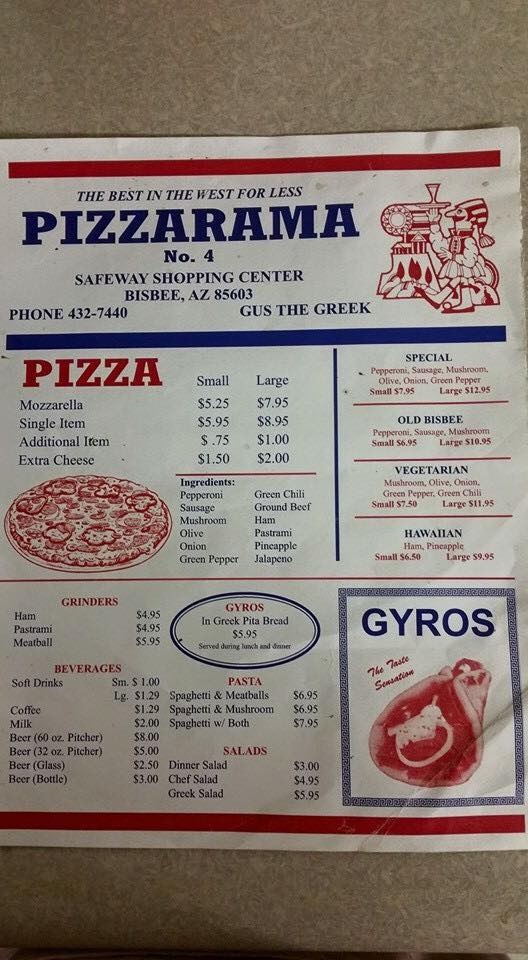 THE BEST IN THE WEST FOR LESS
PIZZARAMA
No. 4
SAFEWAY SHOPPING CENTER
BISBEE, AZ 85603
PHONE 432-7440 GUS THE GREEK
PIZZA
Small Large
Mozzarella $5.25 $7.95
Single Item $5.95 $8.95
Additional Item $ .75 $1.00
Extra Cheese $1.50 $2.00
Ingredients:
Pepperoni Green Chili
Sausage Ground Beef
Mushroom Ham
Olive Pastrami
Onion Pineapple
Green Pepper Jalapeno
SPECIAL
Pepperoni, Sausage, Mushroom,
Olive, Onion, Green Pepper
Small $7.95 Large $12.95
OLD BISBEE
Pepperoni, Sausage, Mushroom
Small $6.95 Large $10.95
VEGETARIAN
Mushroom, Olive, Onion,
Green Pepper, Green Chili
Small $7.50 Large $11.95
HAWAIIAN
Ham, Pineapple
Small $6.50 Large $9.95
GRINDERS
Ham $4.95
Pastrami $4.95
Meatball $5.95
BEVERAGES
Soft Drinks Sm. $ 1.00
Lg. $1.29
Coffee $1.29
Milk $2.00
Beer (60 oz. Pitcher) $8.00
Beer (32 oz. Pitcher) $5.00
Beer (Glass) $2.50
Beer (Bottle) $3.00
GYROS
In Greek Pita Bread
$5.95
Served during lunch and dinner
PASTA
Spaghetti & Meatballs $6.95
Spaghetti & Mushroom $6.95
Spaghetti w/ Both $7.95
SALADS
Dinner Salad $3.00
Chef Salad $4.95
Greek Salad $5.95
GYROS
The Taste
Sensation